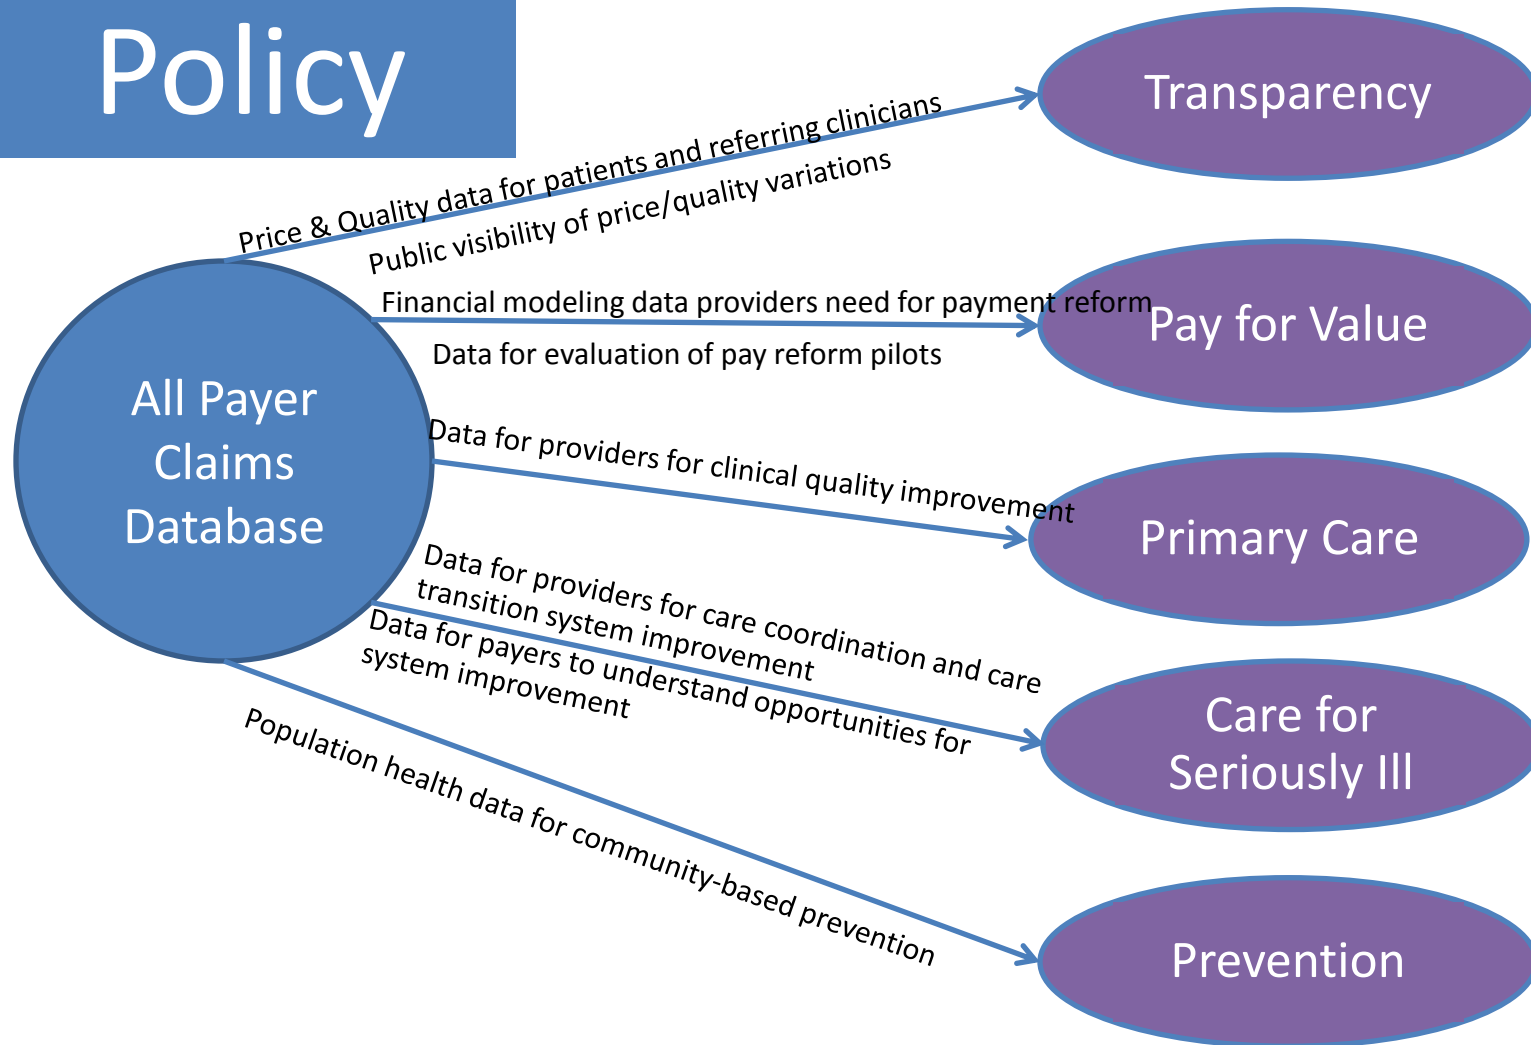 Policy
Transparency
Price & Quality data for patients and referring clinicians
Public visibility of price/quality variations
Financial modeling data providers need for payment reform
Pay for Value
Data for evaluation of pay reform pilots
All Payer
Claims
Database
Data for providers for clinical quality improvement
Primary Care
Data for providers for care coordination and care
transition system improvement
Data for payers to understand opportunities for
system improvement
Care for
Seriously Ill
Population health data for community-based prevention
Prevention